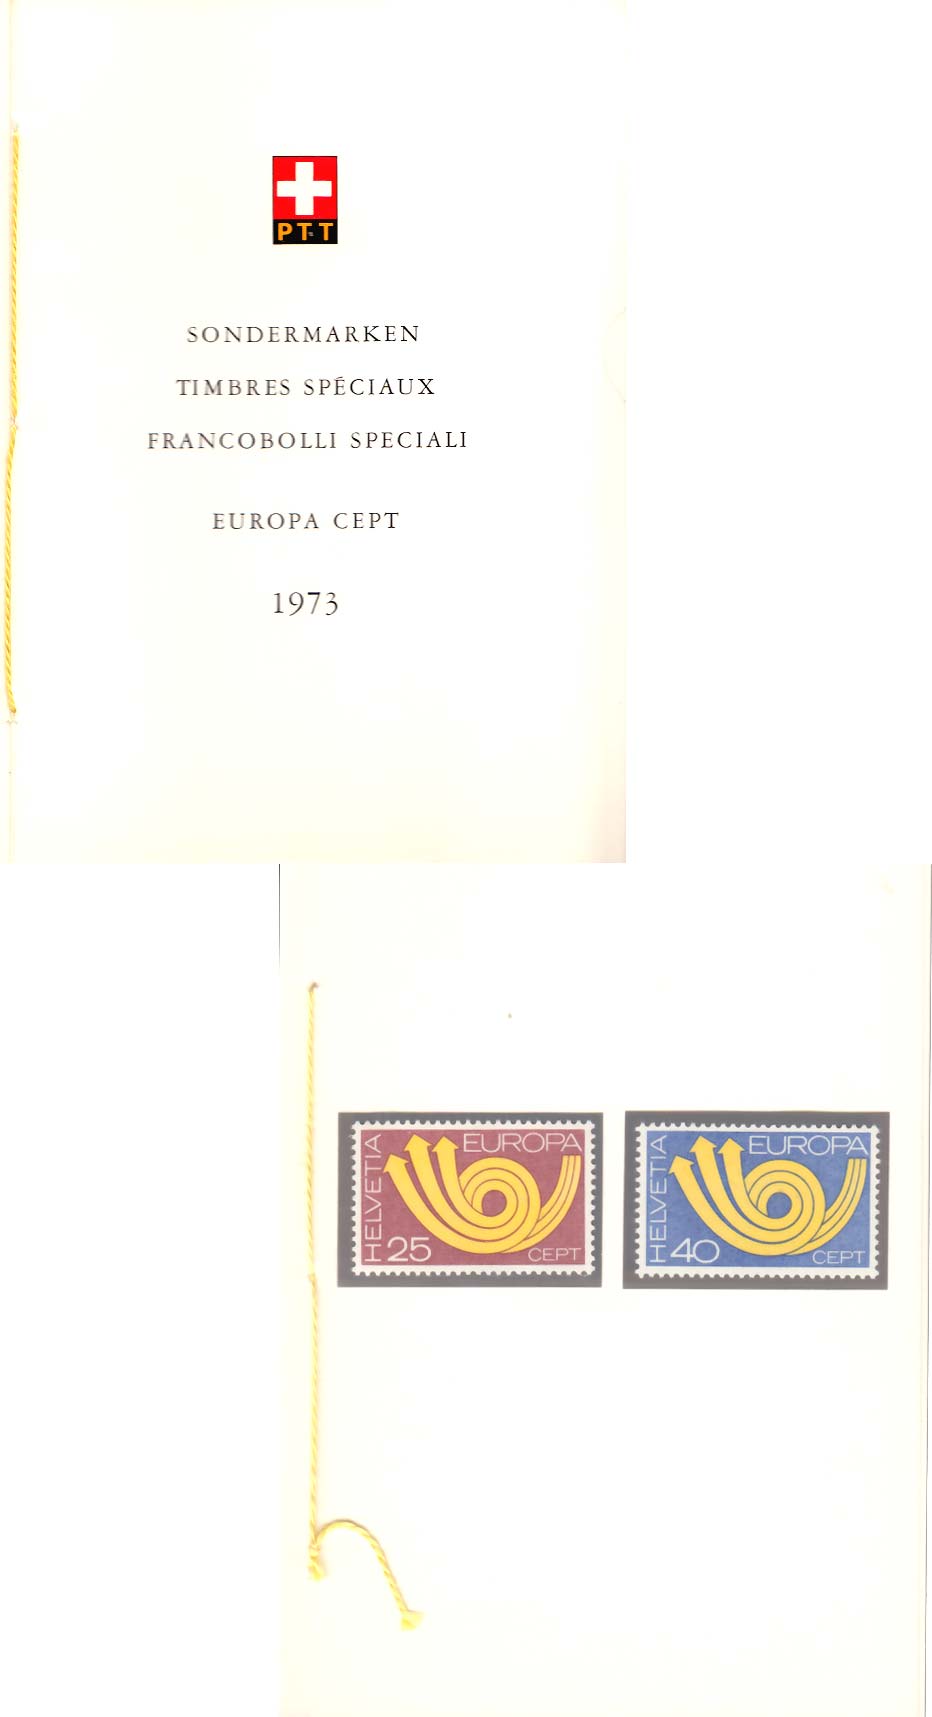 PTT
SONDERMARKEN
TIMBRES SPÉCIAUX
FRANCOBOLLI SPECIALI
EUROPA CEPT
1973
HELVETIA
EUROPA
25
CEPT
HELVETIA
EUROPA
40
CEPT